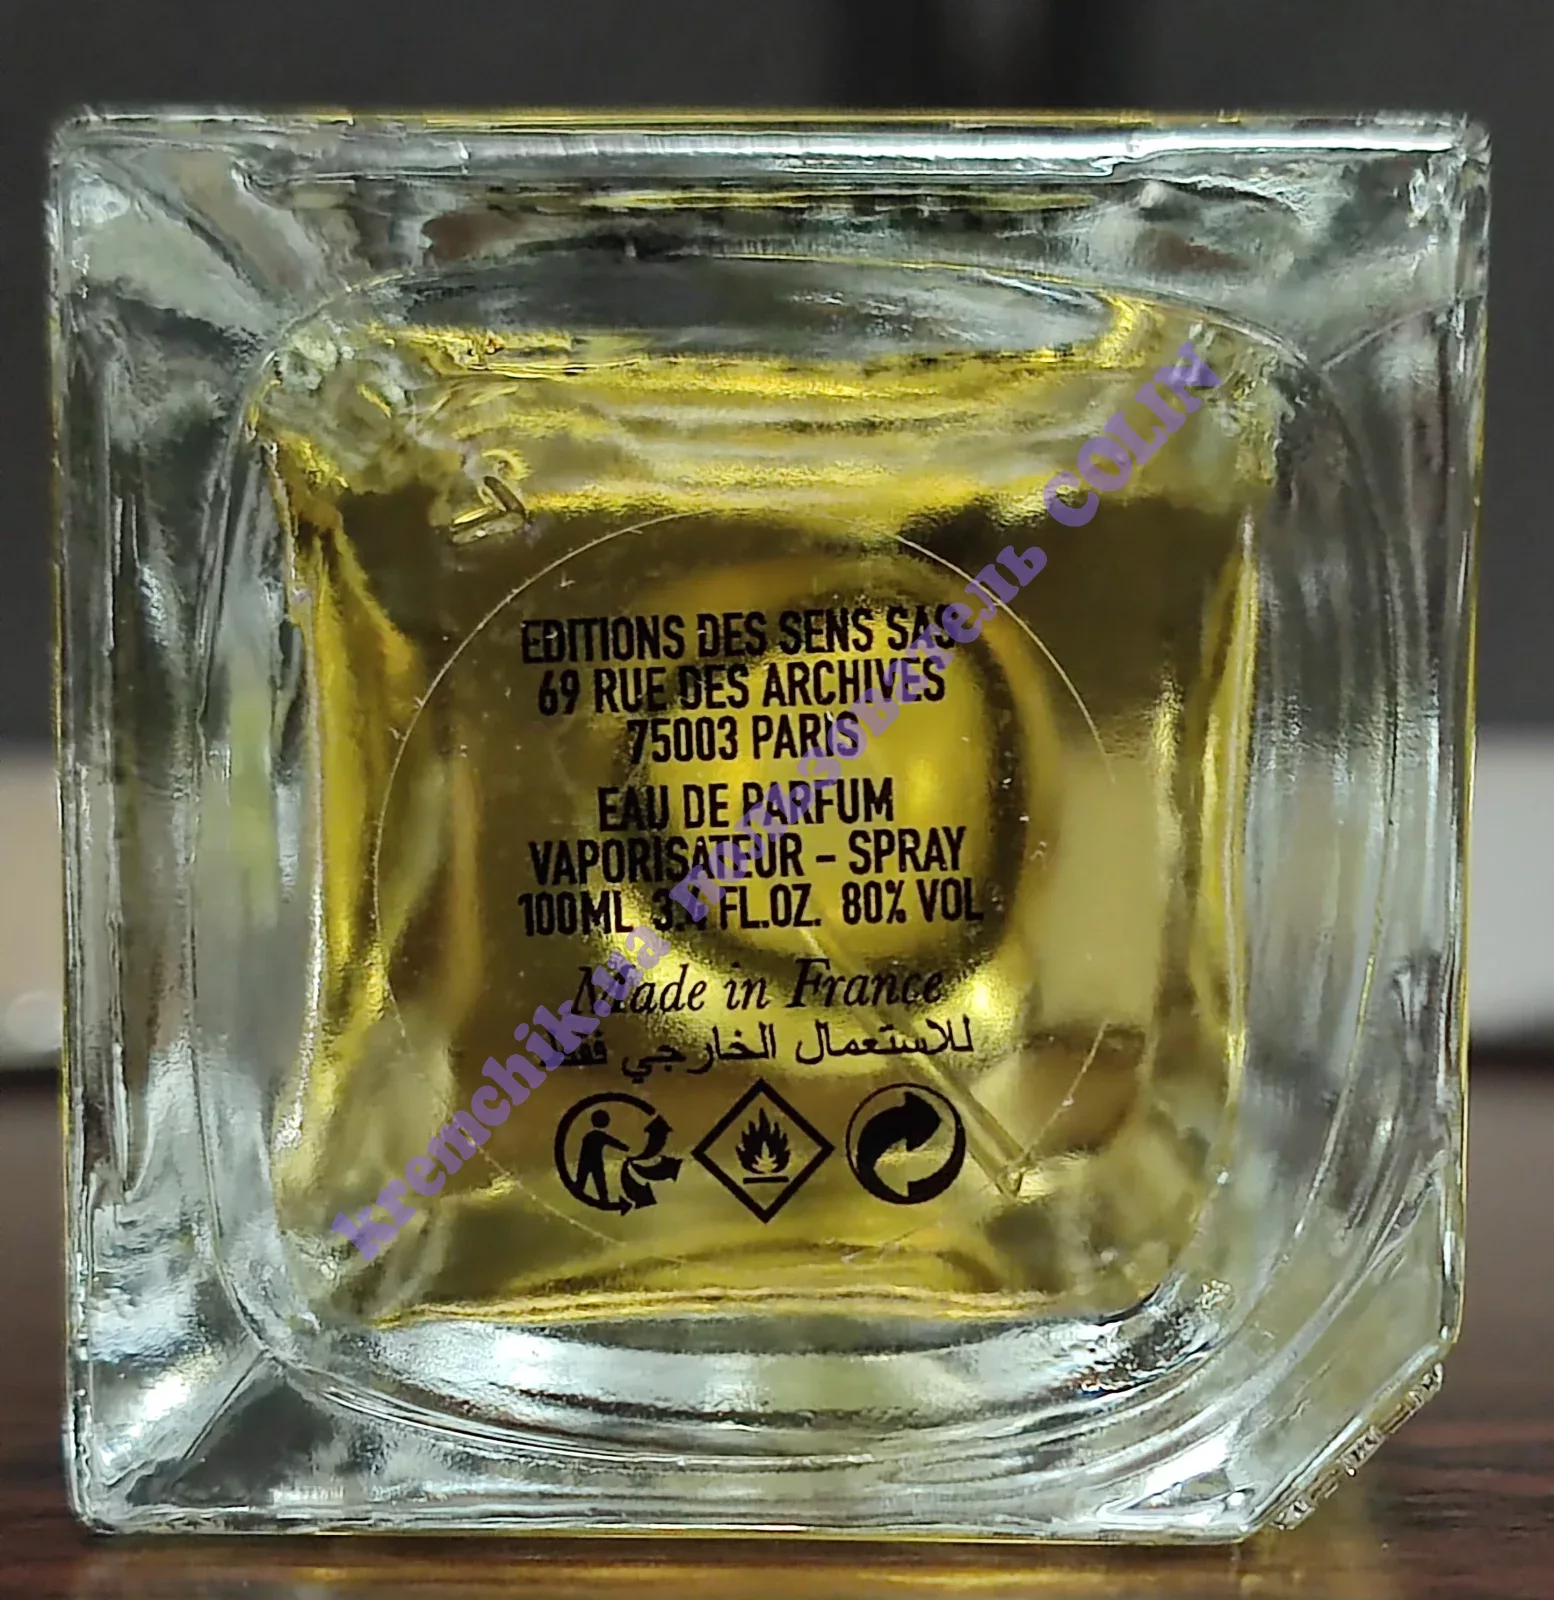 EDITIONS DES SENS SAS
69 RUE DES ARCHIVES
75003 PARIS
EAU DE PARFUM
VAPORISATEUR – SPRAY
100ML 3.4 FL.OZ. 80% VOL
Made in France
للاستعمال الخارجي فقط
kremchik.ua пользователь COLIN